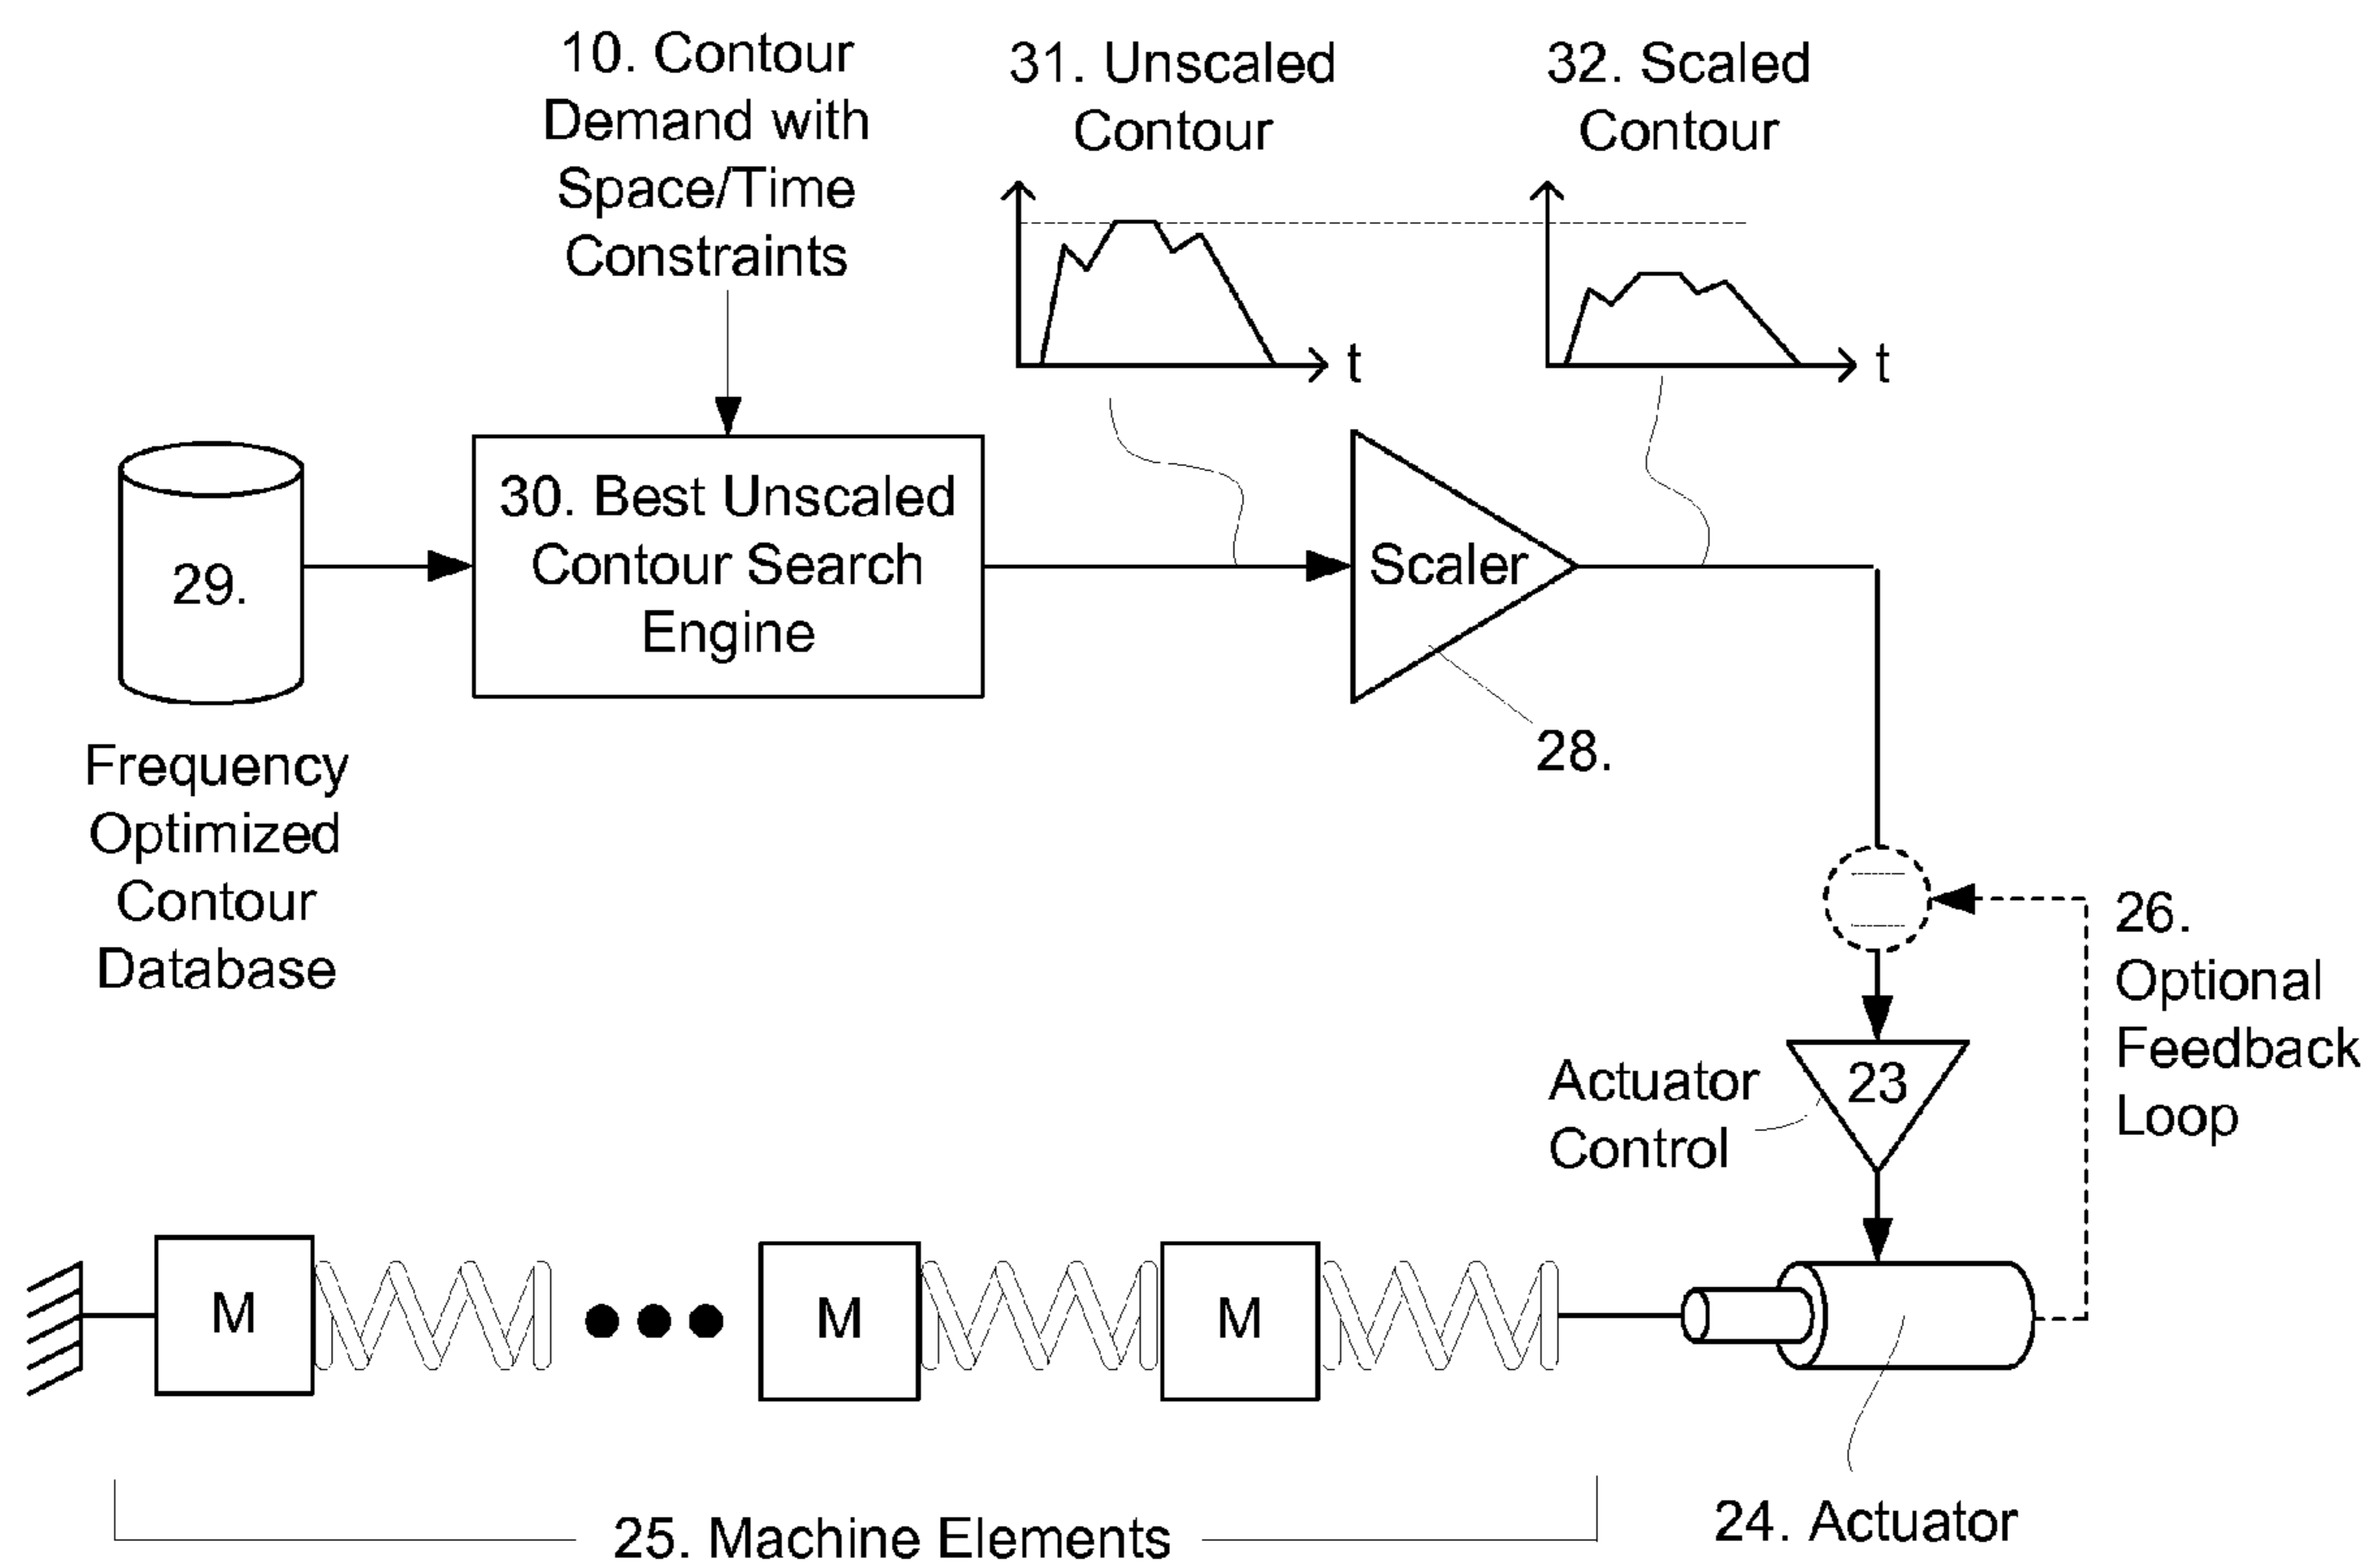 10. Contour
Demand with
Space/Time
Constraints
31. Unscaled
Contour
32. Scaled
Contour
t
t
29.
30. Best Unscaled
Contour Search
Engine
Scaler
28.
Frequency
Optimized
Contour
Database
26.
Optional
Feedback
Loop
23
Actuator
Control
M
M
M
25. Machine Elements
24. Actuator